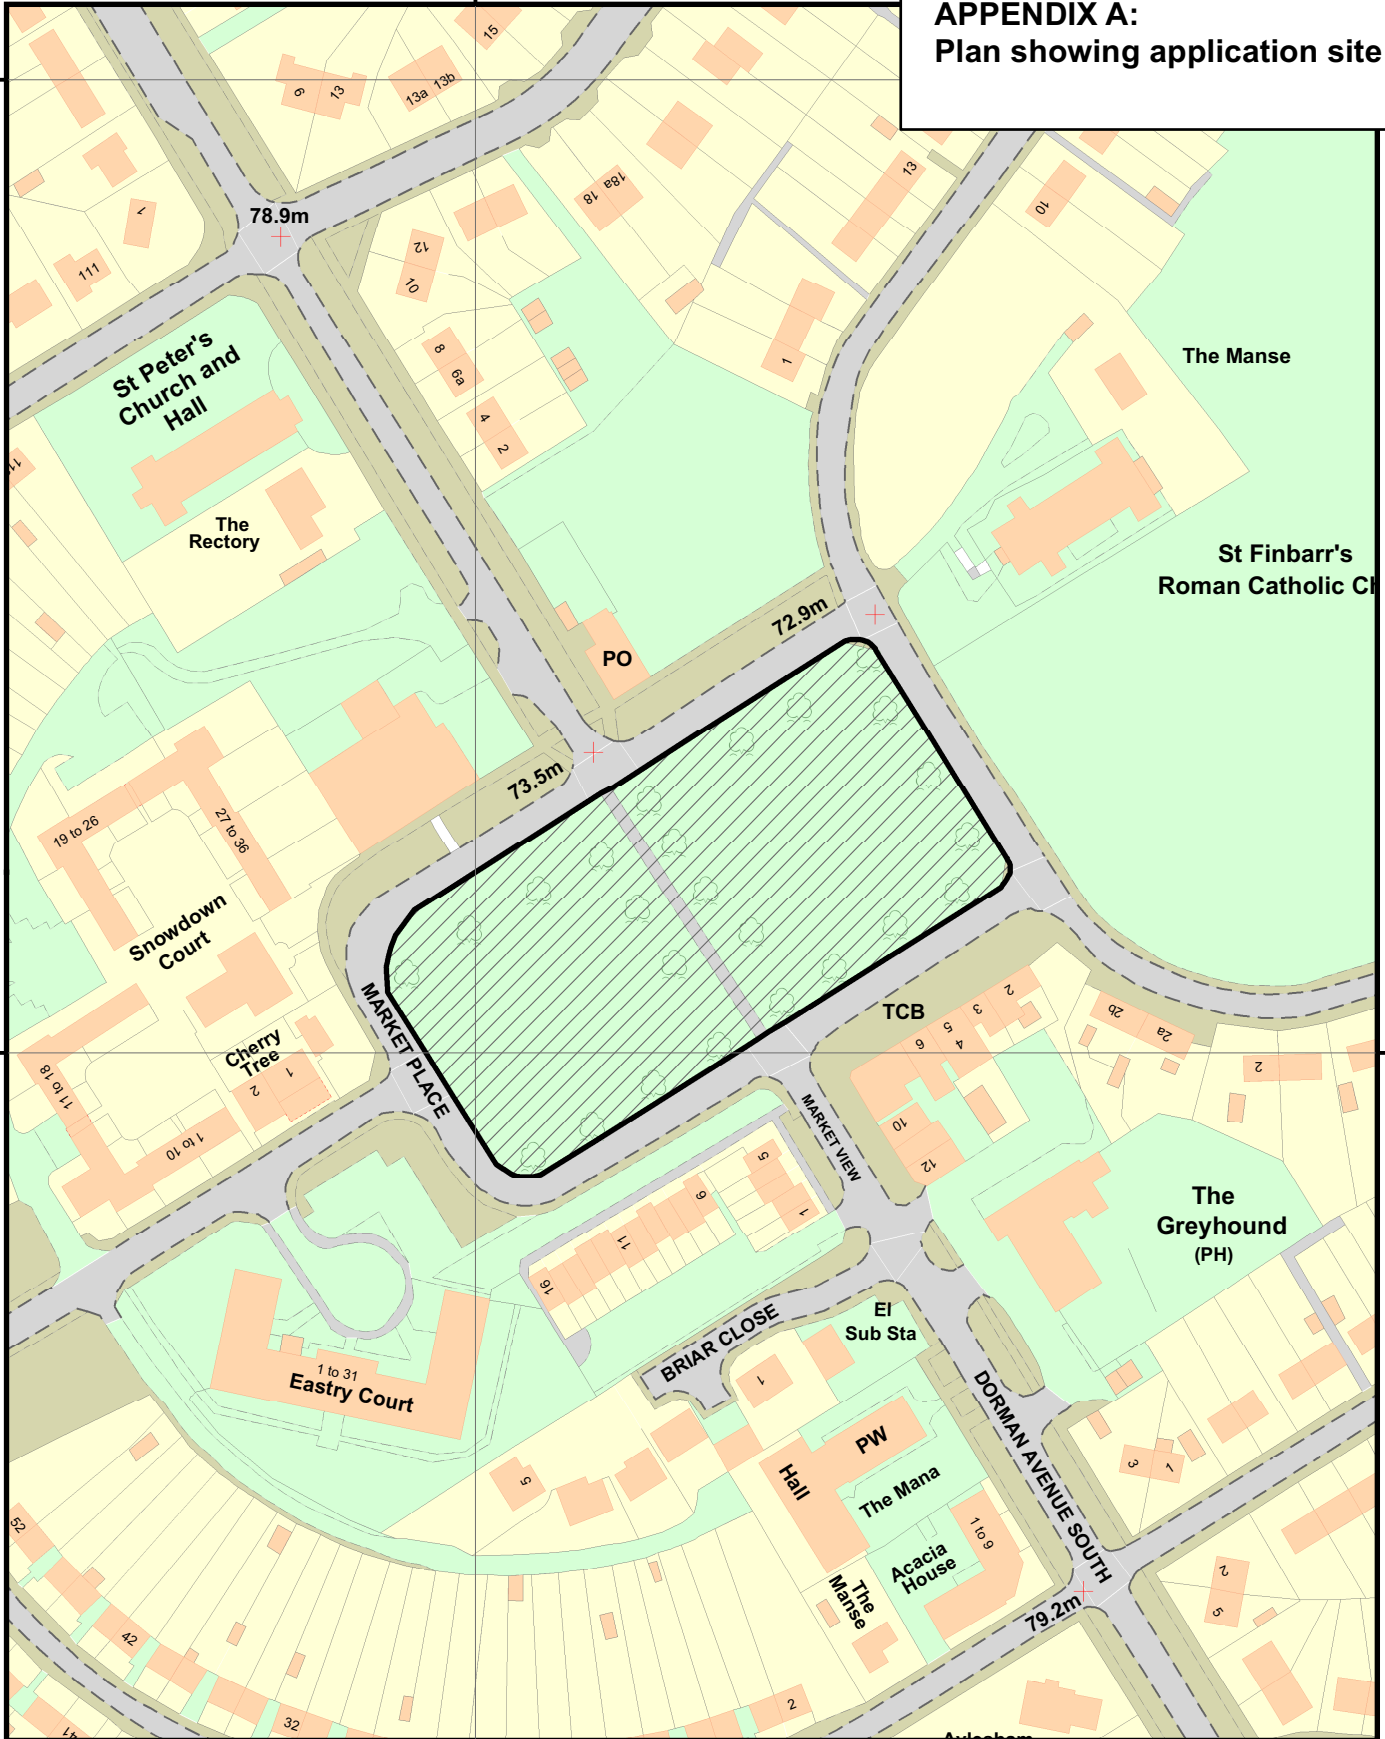 APPENDIX A:
Plan showing application site
15
9
13
13a 13b
78.9m
1
111
12
10
18
18a
13
10
8
6a
4
2
1
St Peter's
Church and
Hall
The Manse
The
Rectory
St Finbarr's
Roman Catholic Ch
72.9m
PO
73.5m
19 to 26
27 to 36
Snowdown
Court
MARKET PLACE
TCB
2
3
4
5
6
2b
2a
2
Cherry
Tree
1
2
11 to 18
1 to 10
MARKET VIEW
10
12
5
1
6
11
16
The
Greyhound
(PH)
El
Sub Sta
BRIAR CLOSE
1 to 31
Eastry Court
1
DORMAN AVENUE SOUTH
PW
Hall
The Mana
3
1
5
1 to 9
Acacia
House
The
Manse
79.2m
2
5
52
42
32
41
2